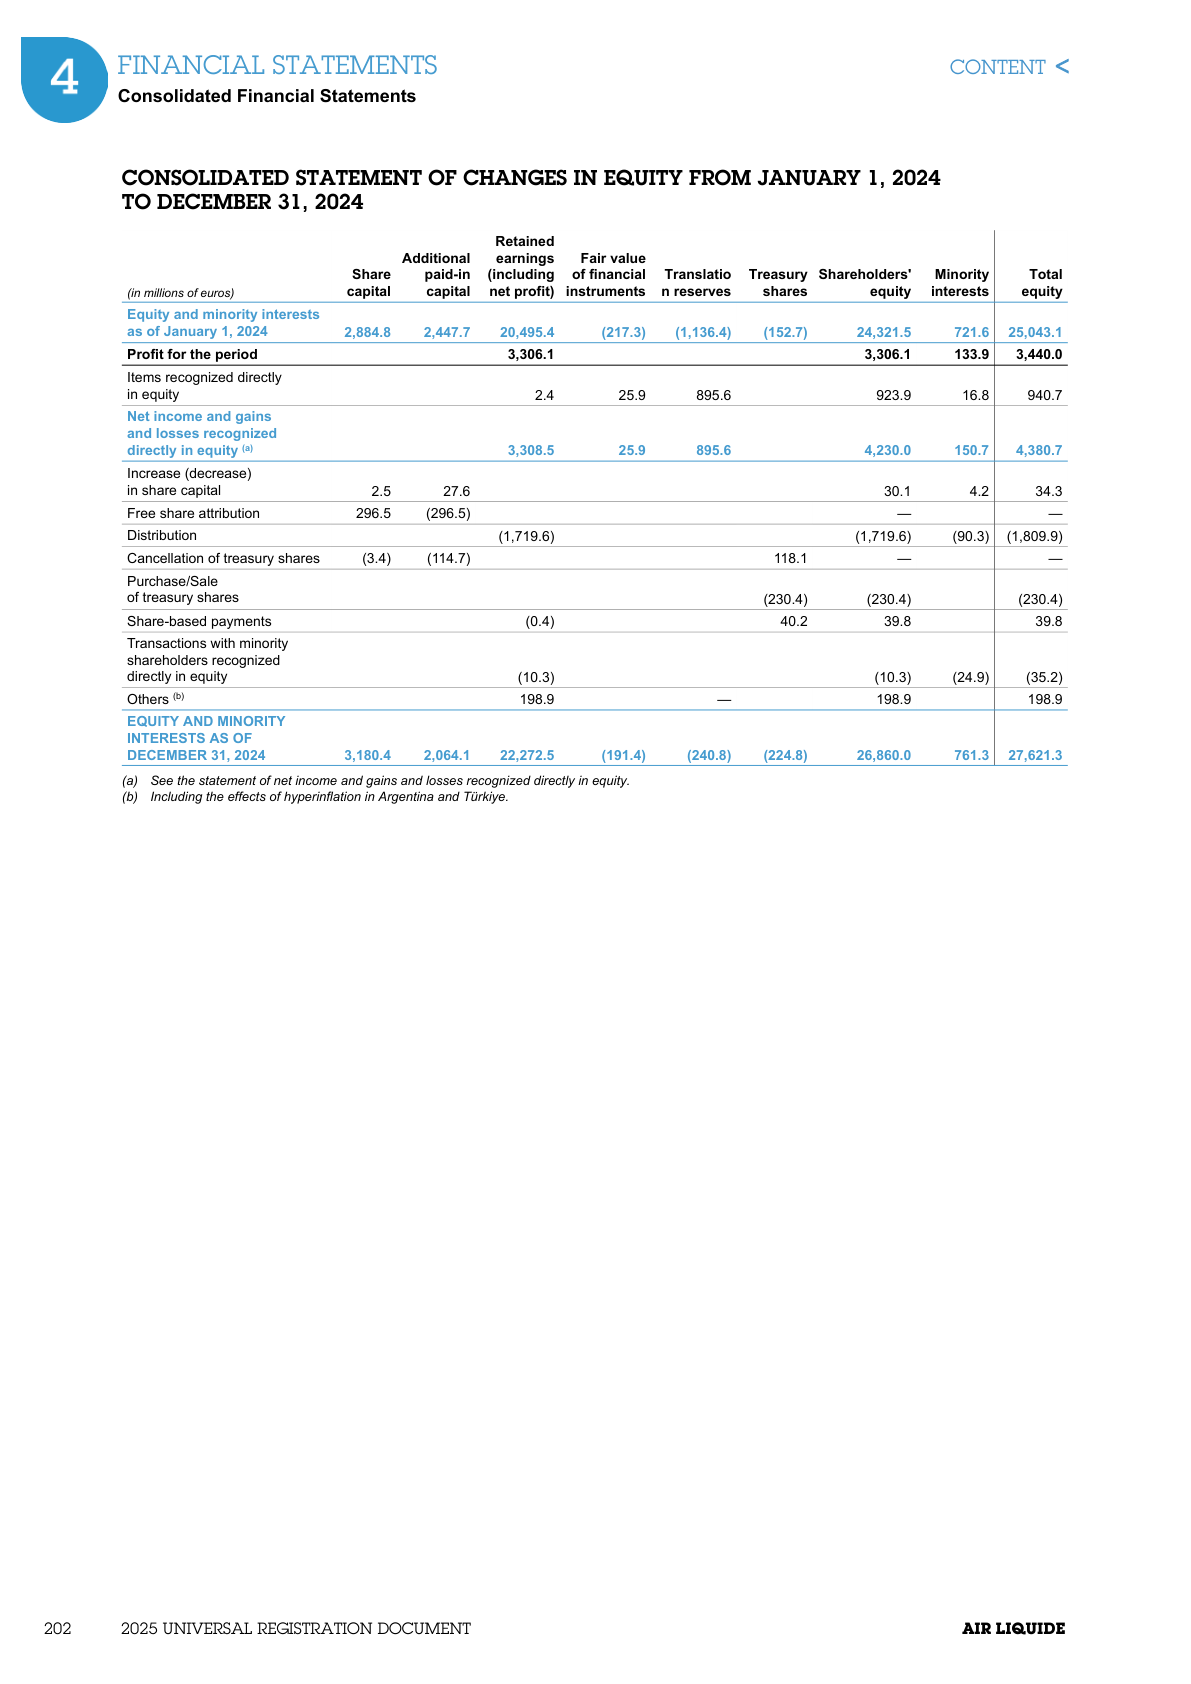 4
FINANCIAL STATEMENTS
CONTENT <
Consolidated Financial Statements
CONSOLIDATED STATEMENT OF CHANGES IN EQUITY FROM JANUARY 1, 2024
TO DECEMBER 31, 2024
Retained
Additional earnings Fair value
Share paid-in (including of financial Translatio Treasury Shareholders' Minority Total
(in millions of euros) capital capital net profit) instruments n reserves shares equity interests equity
Equity and minority interests
as of January 1, 2024 2,884.8 2,447.7 20,495.4 (217.3) (1,136.4) (152.7) 24,321.5 721.6 25,043.1
Profit for the period 3,306.1 3,306.1 133.9 3,440.0
Items recognized directly
in equity 2.4 25.9 895.6 923.9 16.8 940.7
Net income and gains
and losses recognized
directly in equity (a) 3,308.5 25.9 895.6 4,230.0 150.7 4,380.7
Increase (decrease)
in share capital 2.5 27.6 30.1 4.2 34.3
Free share attribution 296.5 (296.5) — —
Distribution (1,719.6) (1,719.6) (90.3) (1,809.9)
Cancellation of treasury shares (3.4) (114.7) 118.1 — —
Purchase/Sale
of treasury shares (230.4) (230.4) (230.4)
Share-based payments (0.4) 40.2 39.8 39.8
Transactions with minority
shareholders recognized
directly in equity (10.3) (10.3) (24.9) (35.2)
Others (b) 198.9 — 198.9 198.9
EQUITY AND MINORITY
INTERESTS AS OF
DECEMBER 31, 2024 3,180.4 2,064.1 22,272.5 (191.4) (240.8) (224.8) 26,860.0 761.3 27,621.3
(a) See the statement of net income and gains and losses recognized directly in equity.
(b) Including the effects of hyperinflation in Argentina and Türkiye.
202 2025 UNIVERSAL REGISTRATION DOCUMENT AIR LIQUIDE